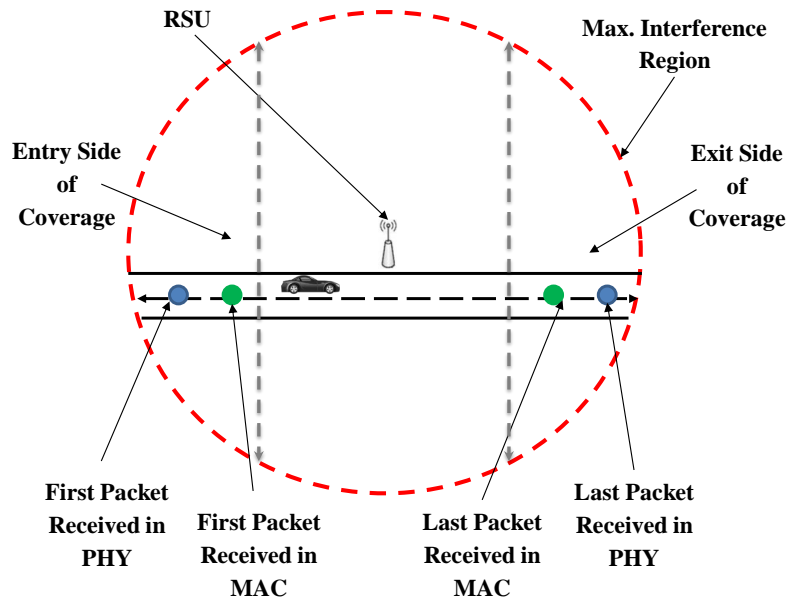 RSU
Max. Interference
Region
Entry Side
of
Coverage
Exit Side
of
Coverage
First Packet
Received in
PHY
First Packet
Received in
MAC
Last Packet
Received in
MAC
Last Packet
Received in
PHY